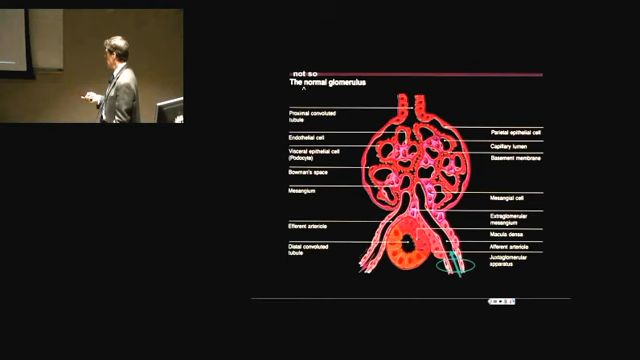 not so
The normal glomerulus
^
Proximal convoluted
tubule
Endothelial cell
Visceral epithelial cell
(Podocyte)
Bowman's space
Mesangium
Efferent arteriole
Distal convoluted
tubule
Parietal epithelial cell
Capillary lumen
Basement membrane
Mesangial cell
Extraglomerular
mesangium
Macula densa
Afferent arteriole
Juxtaglomerular
apparatus